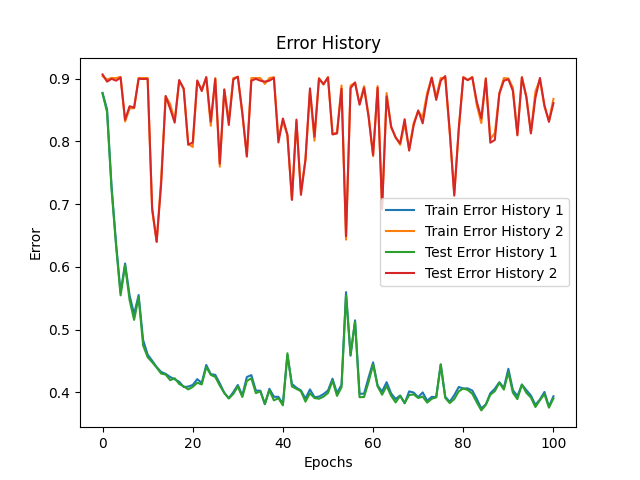 Error History
0.9
0.8
0.7
0.6
0.5
0.4
Error
Train Error History 1
Train Error History 2
Test Error History 1
Test Error History 2
0 20 40 60 80 100
Epochs